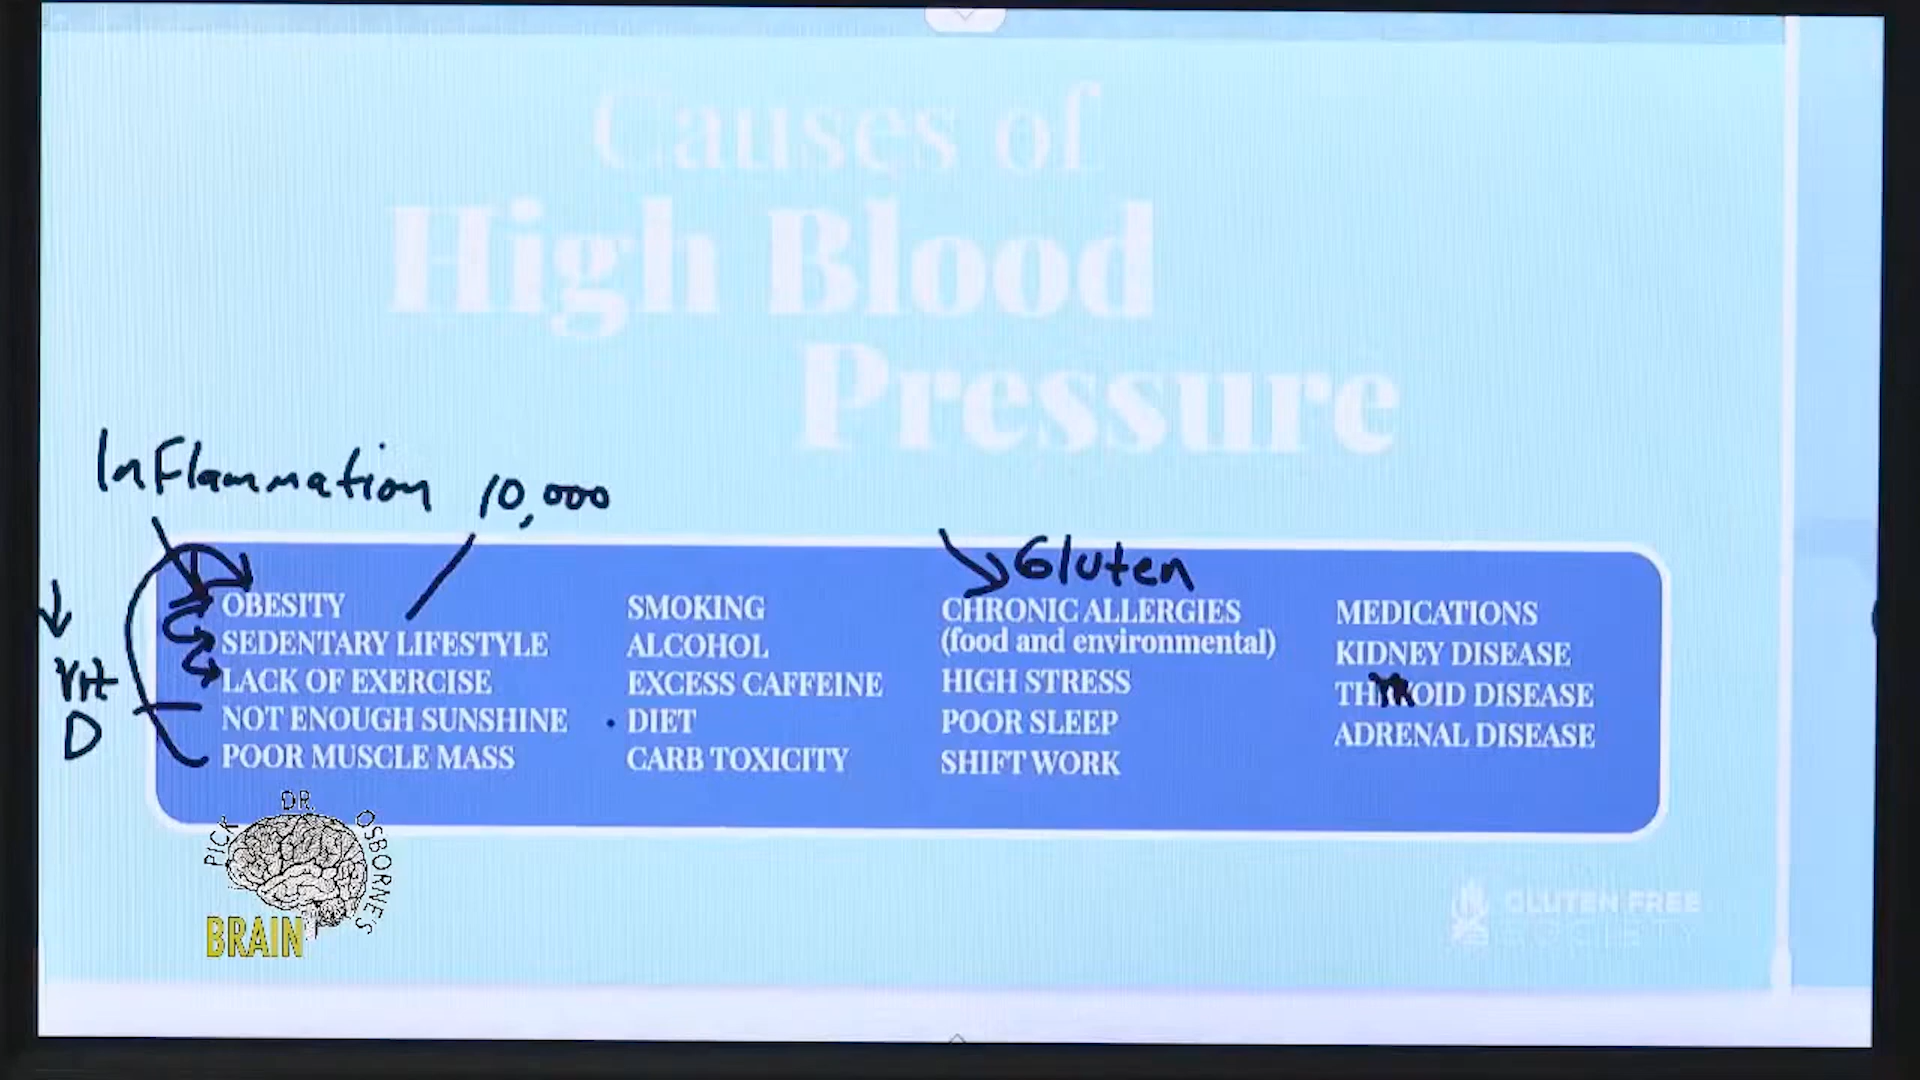 Causes of
High Blood
Pressure
Inflammation 10,000
Gluten
↓
Vit
D
OBESITY
SEDENTARY LIFESTYLE
LACK OF EXERCISE
NOT ENOUGH SUNSHINE
POOR MUSCLE MASS
SMOKING
ALCOHOL
EXCESS CAFFEINE
DIET
CARB TOXICITY
CHRONIC ALLERGIES
(food and environmental)
HIGH STRESS
POOR SLEEP
SHIFT WORK
MEDICATIONS
KIDNEY DISEASE
THYROID DISEASE
ADRENAL DISEASE
PICK DR. OSBORNE'S
BRAIN
GLUTEN FREE
SOCIETY